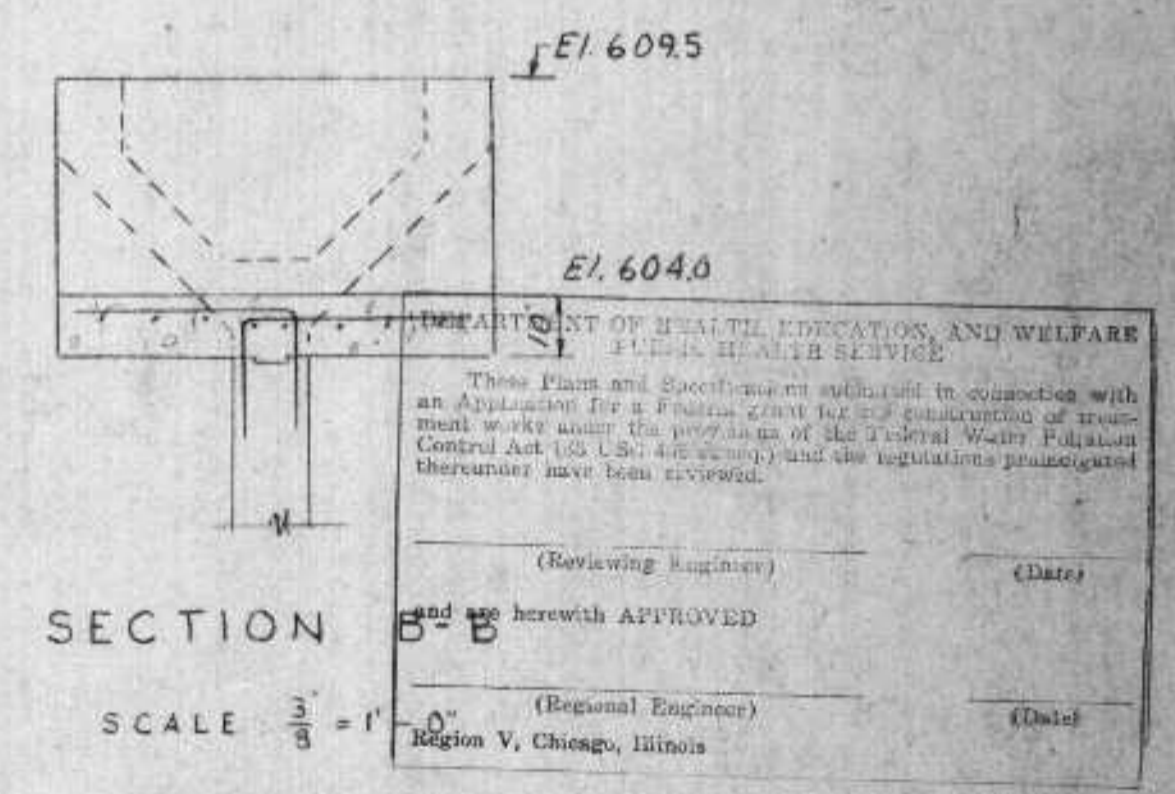 El. 609.5
El. 604.0
10"
DEPARTMENT OF HEALTH, EDUCATION, AND WELFARE
PUBLIC HEALTH SERVICE
These Plans and Specifications submitted in connection with
an Application for a Federal grant for the construction of treat-
ment works under the provisions of the Federal Water Pollution
Control Act (33 USC 466 et seq.) and the regulations promulgated
thereunder have been reviewed.
(Reviewing Engineer)
(Date)
and are herewith APPROVED
SECTION B-B
(Regional Engineer)
(Date)
SCALE 3/8" = 1' - 0"
Region V, Chicago, Illinois